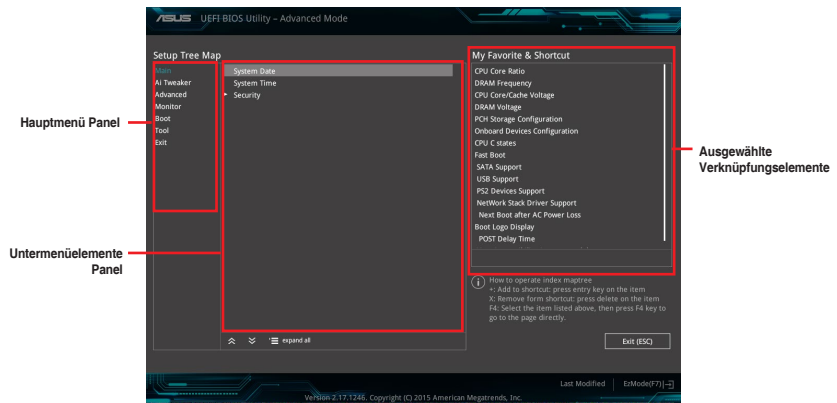 ASUS UEFI BIOS Utility – Advanced Mode
Setup Tree Map
Main
Ai Tweaker
Advanced
Monitor
Boot
Tool
Exit
System Date
System Time
Security
expand all
My Favorite & Shortcut
CPU Core Ratio
DRAM Frequency
CPU Core/Cache Voltage
DRAM Voltage
PCH Storage Configuration
Onboard Devices Configuration
CPU C states
Fast Boot
SATA Support
USB Support
PS2 Devices Support
NetWork Stack Driver Support
Next Boot after AC Power Loss
Boot Logo Display
POST Delay Time
How to operate index maptree
+: Add to shortcut: press entry key on the item
X: Remove form shortcut: press delete on the item
F4: Select the item listed above, then press F4 key to
go to the page directly.
Exit (ESC)
Last Modified
EzMode(F7)
Version 2.17.1246. Copyright (C) 2015 American Megatrends, Inc.
Hauptmenü Panel
Untermenüelemente
Panel
Ausgewählte
Verknüpfungselemente